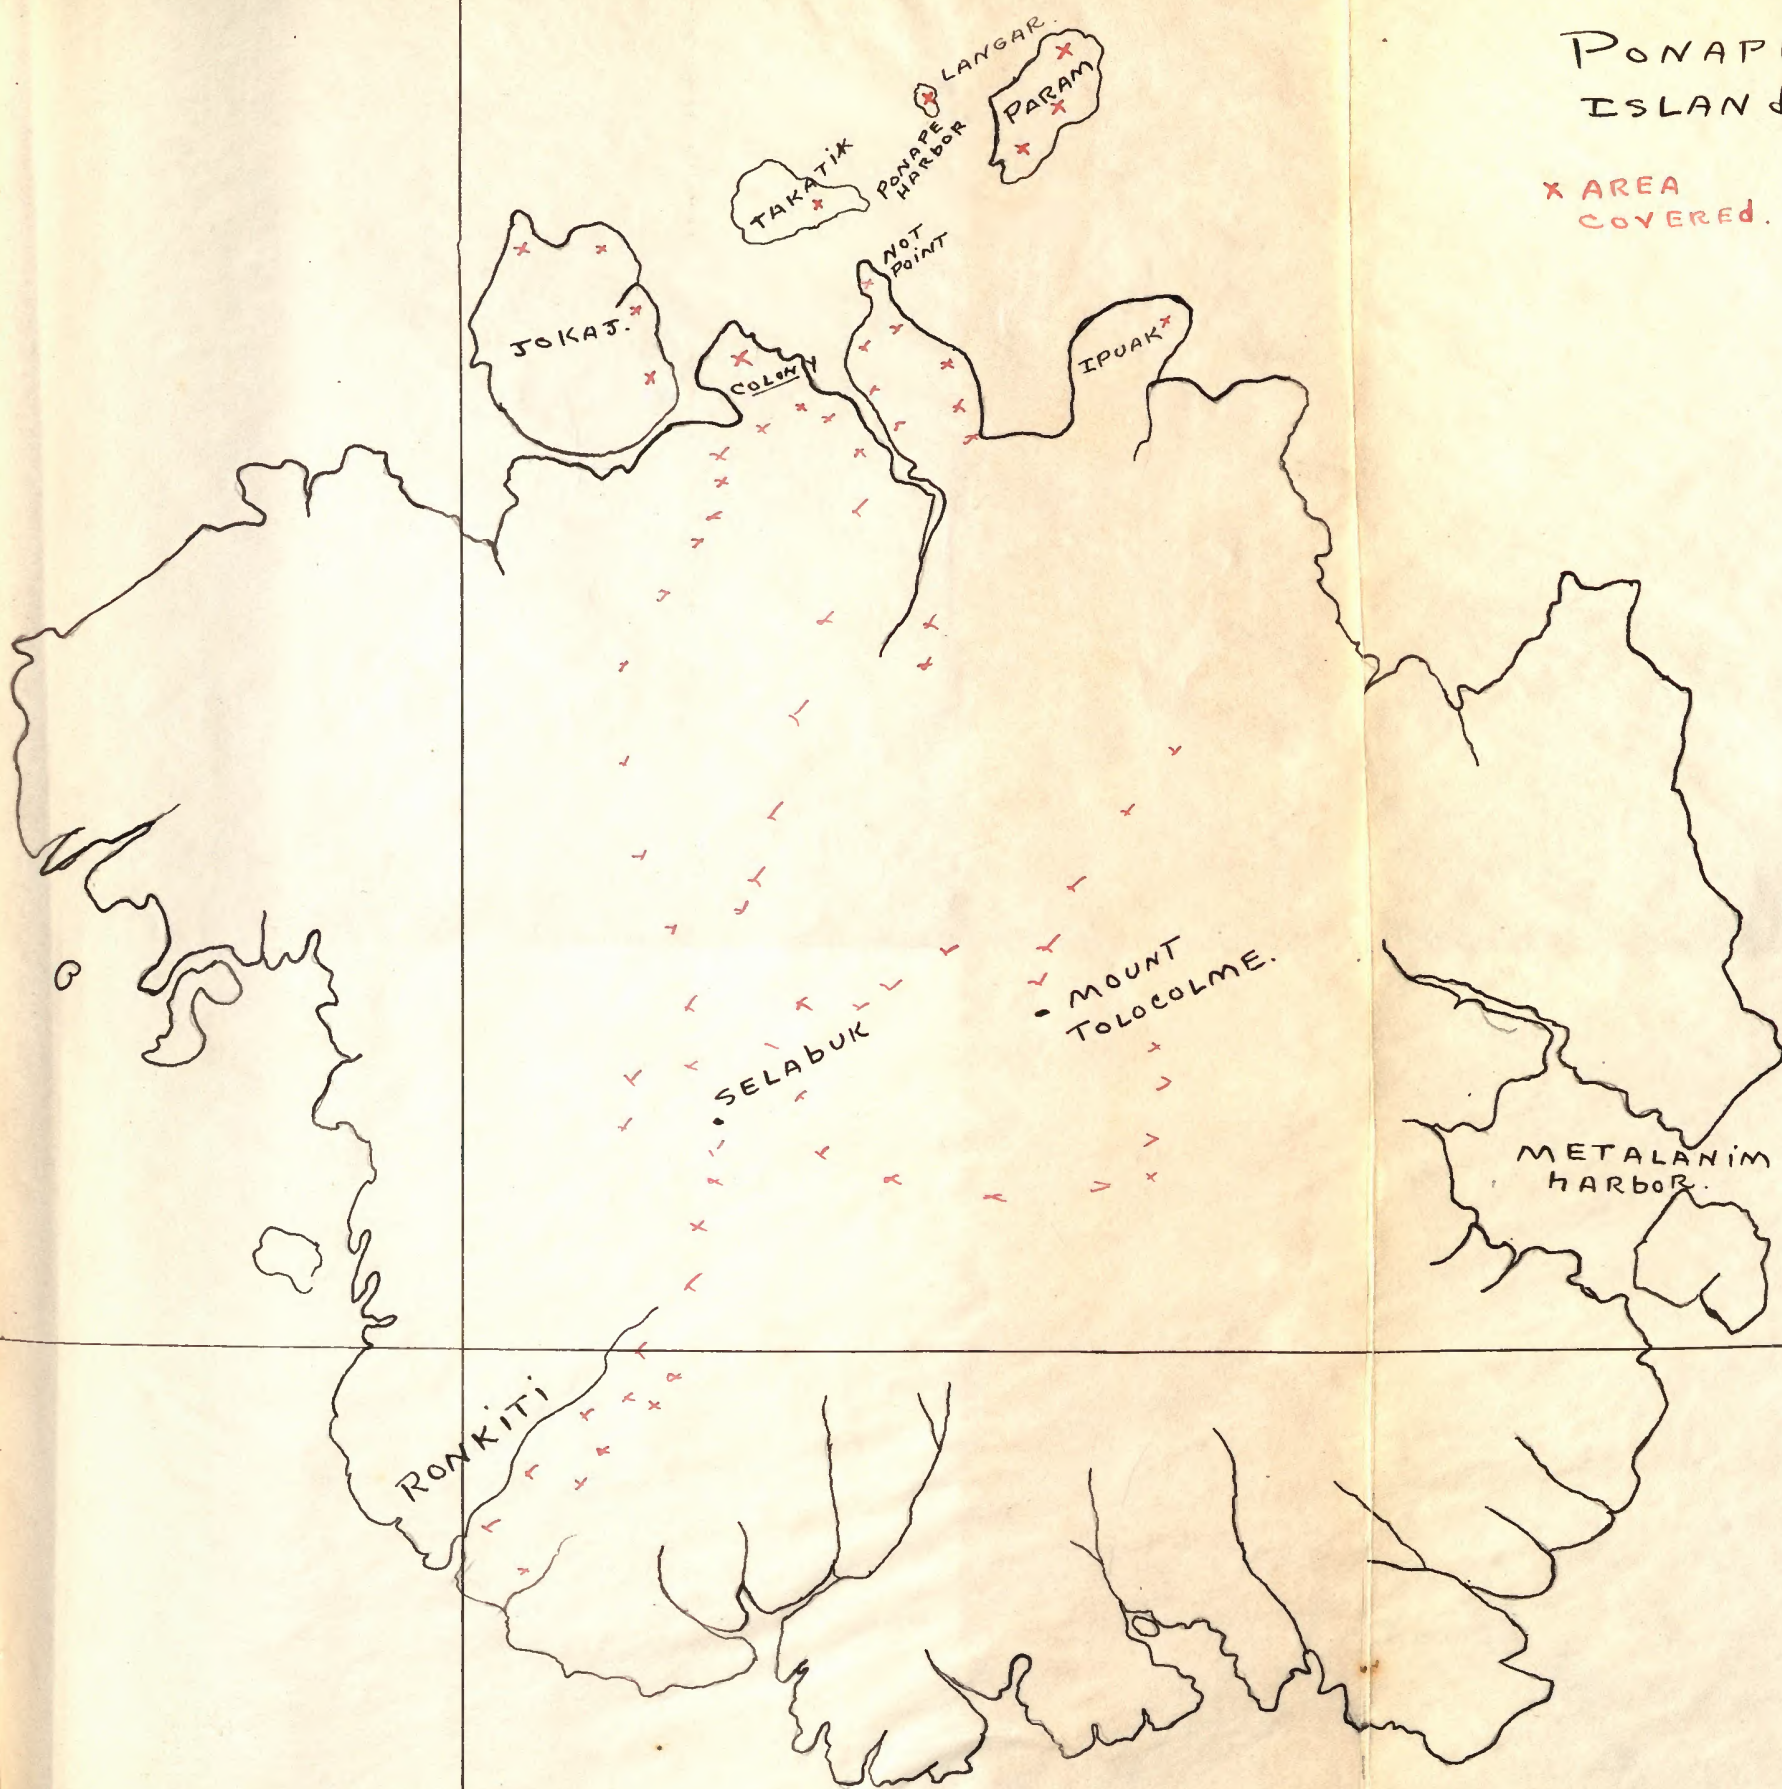 LANGAR.
PARAM
PONAPE
HARboR
TAKATiK
NOT
POiNT
JOKAJ.
COLONY
IPUAK
PONAP
ISLANd
x AREA
COVEREd.
MOUNT
TOLOCOLME.
SELAbUK
METALANiM
hARboR.
RONKiTi